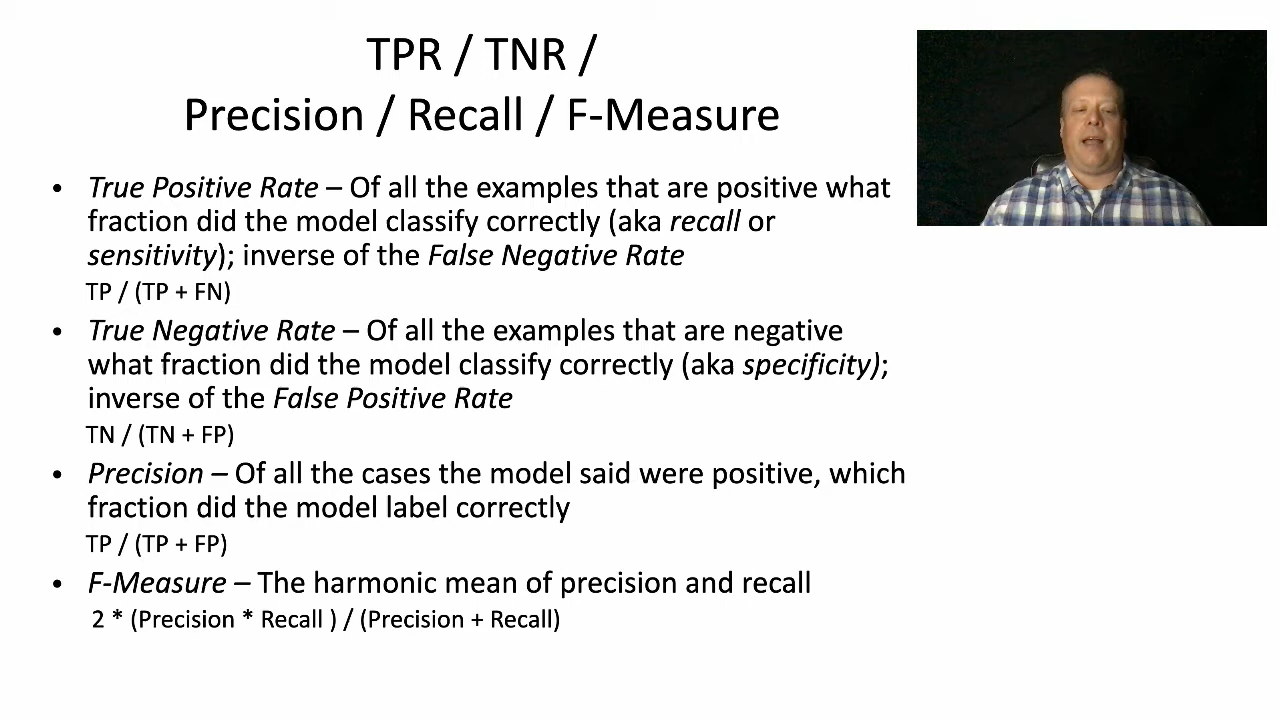 TPR / TNR /
Precision / Recall / F-Measure
• True Positive Rate – Of all the examples that are positive what
fraction did the model classify correctly (aka recall or
sensitivity); inverse of the False Negative Rate
TP / (TP + FN)
• True Negative Rate – Of all the examples that are negative
what fraction did the model classify correctly (aka specificity);
inverse of the False Positive Rate
TN / (TN + FP)
• Precision – Of all the cases the model said were positive, which
fraction did the model label correctly
TP / (TP + FP)
• F-Measure – The harmonic mean of precision and recall
2 * (Precision * Recall ) / (Precision + Recall)